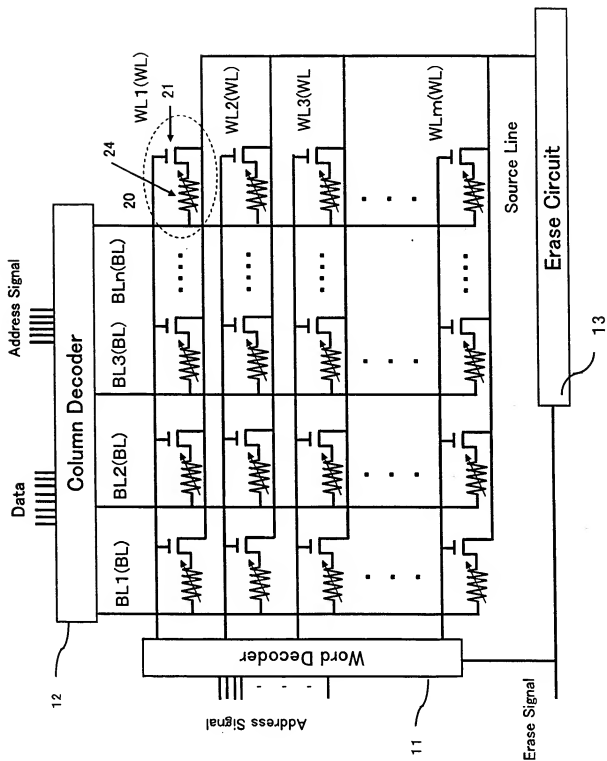 Data
Address Signal
12
Column Decoder
BL1(BL)
BL2(BL)
BL3(BL)
BLn(BL)
20
24
21
WL1(WL)
WL2(WL)
WL3(WL
WLm(WL)
Word Decoder
Address Signal
11
Source Line
Erase Circuit
13
Erase Signal